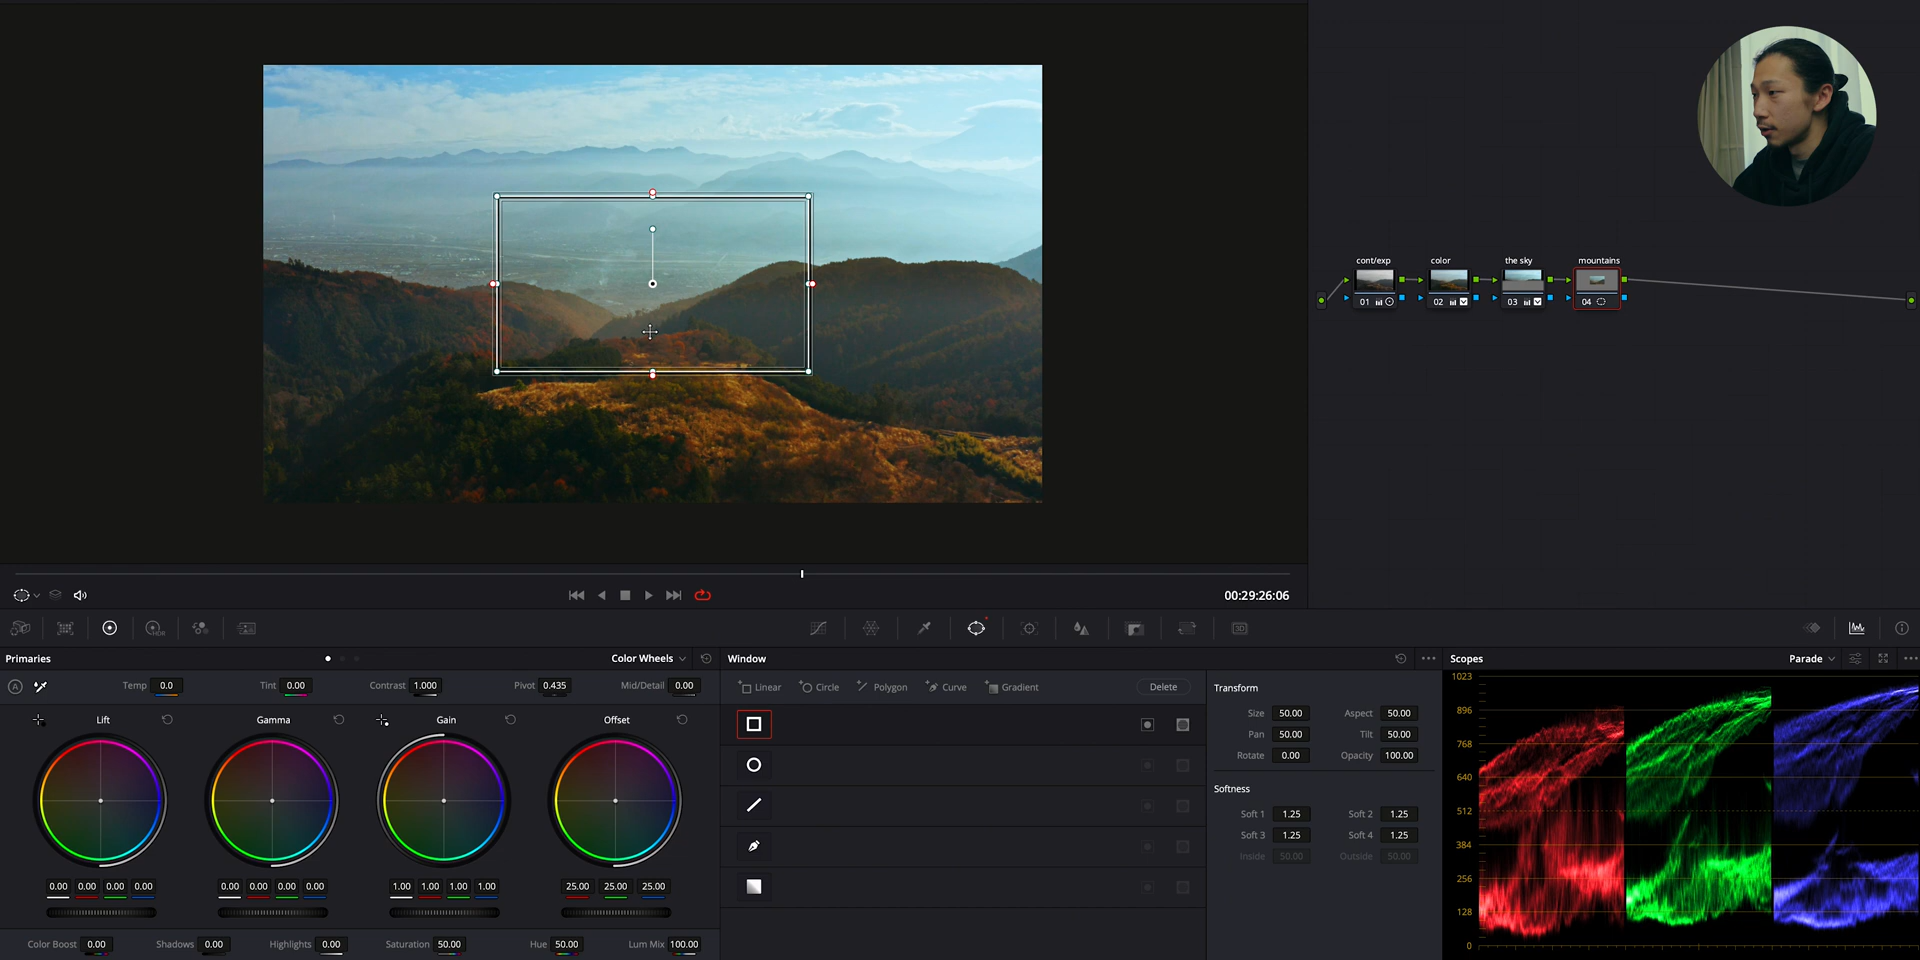 cont/exp
color
the sky
mountains
01
02
03
04
00:29:26:06
HDR
3D
Primaries
Color Wheels
A
Temp 0.0
Tint 0.00
Contrast 1.000
Pivot 0.435
Mid/Detail 0.00
Lift
Gamma
Gain
Offset
0.00 0.00 0.00 0.00
0.00 0.00 0.00 0.00
1.00 1.00 1.00 1.00
25.00 25.00 25.00
Color Boost 0.00
Shadows 0.00
Highlights 0.00
Saturation 50.00
Hue 50.00
Lum Mix 100.00
Window
Linear
Circle
Polygon
Curve
Gradient
Delete
Transform
Size 50.00 Aspect 50.00
Pan 50.00 Tilt 50.00
Rotate 0.00 Opacity 100.00
Softness
Soft 1 1.25 Soft 2 1.25
Soft 3 1.25 Soft 4 1.25
Inside 50.00 Outside 50.00
Scopes
Parade
1023
896
768
640
512
384
256
128
0